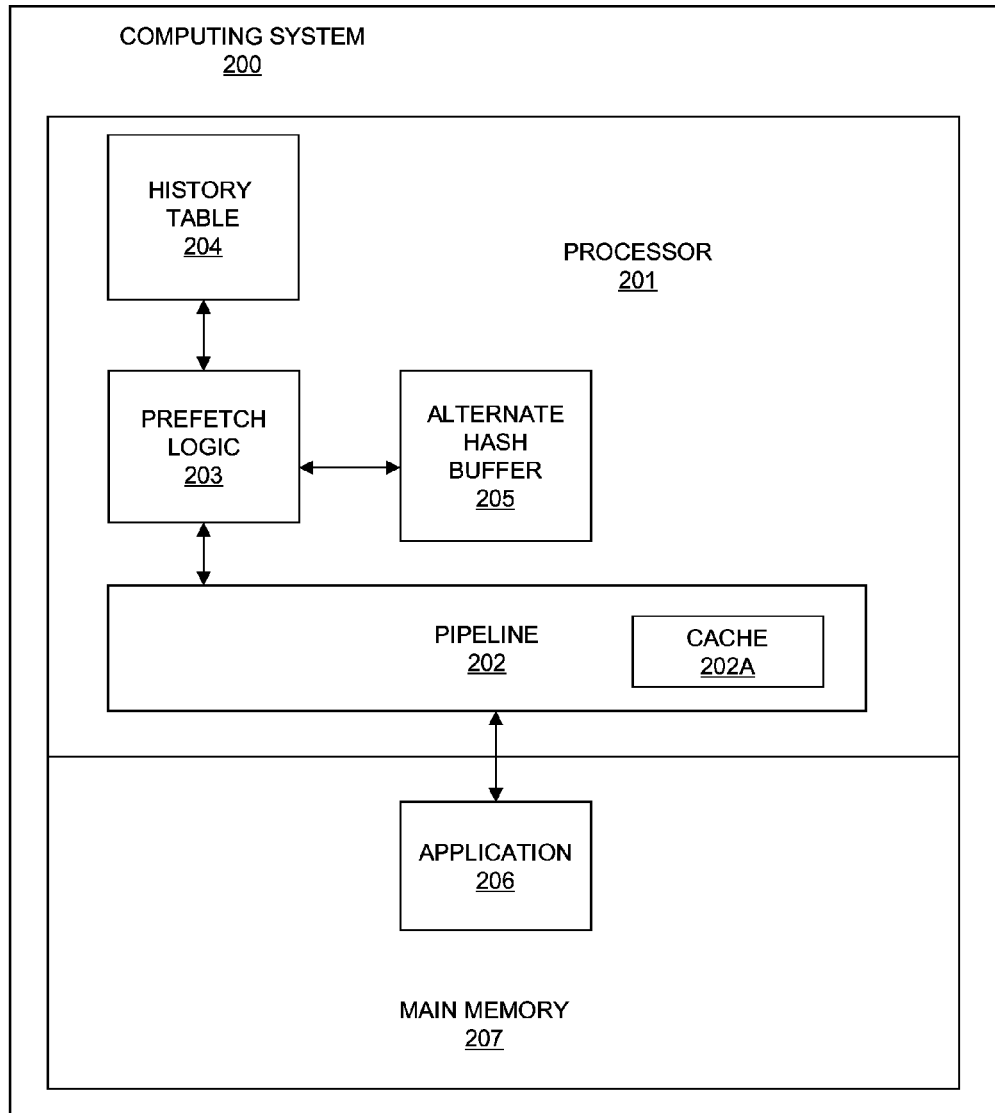 COMPUTING SYSTEM
200
HISTORY
TABLE
204
PROCESSOR
201
PREFETCH
LOGIC
203
ALTERNATE
HASH
BUFFER
205
PIPELINE
202
CACHE
202A
APPLICATION
206
MAIN MEMORY
207